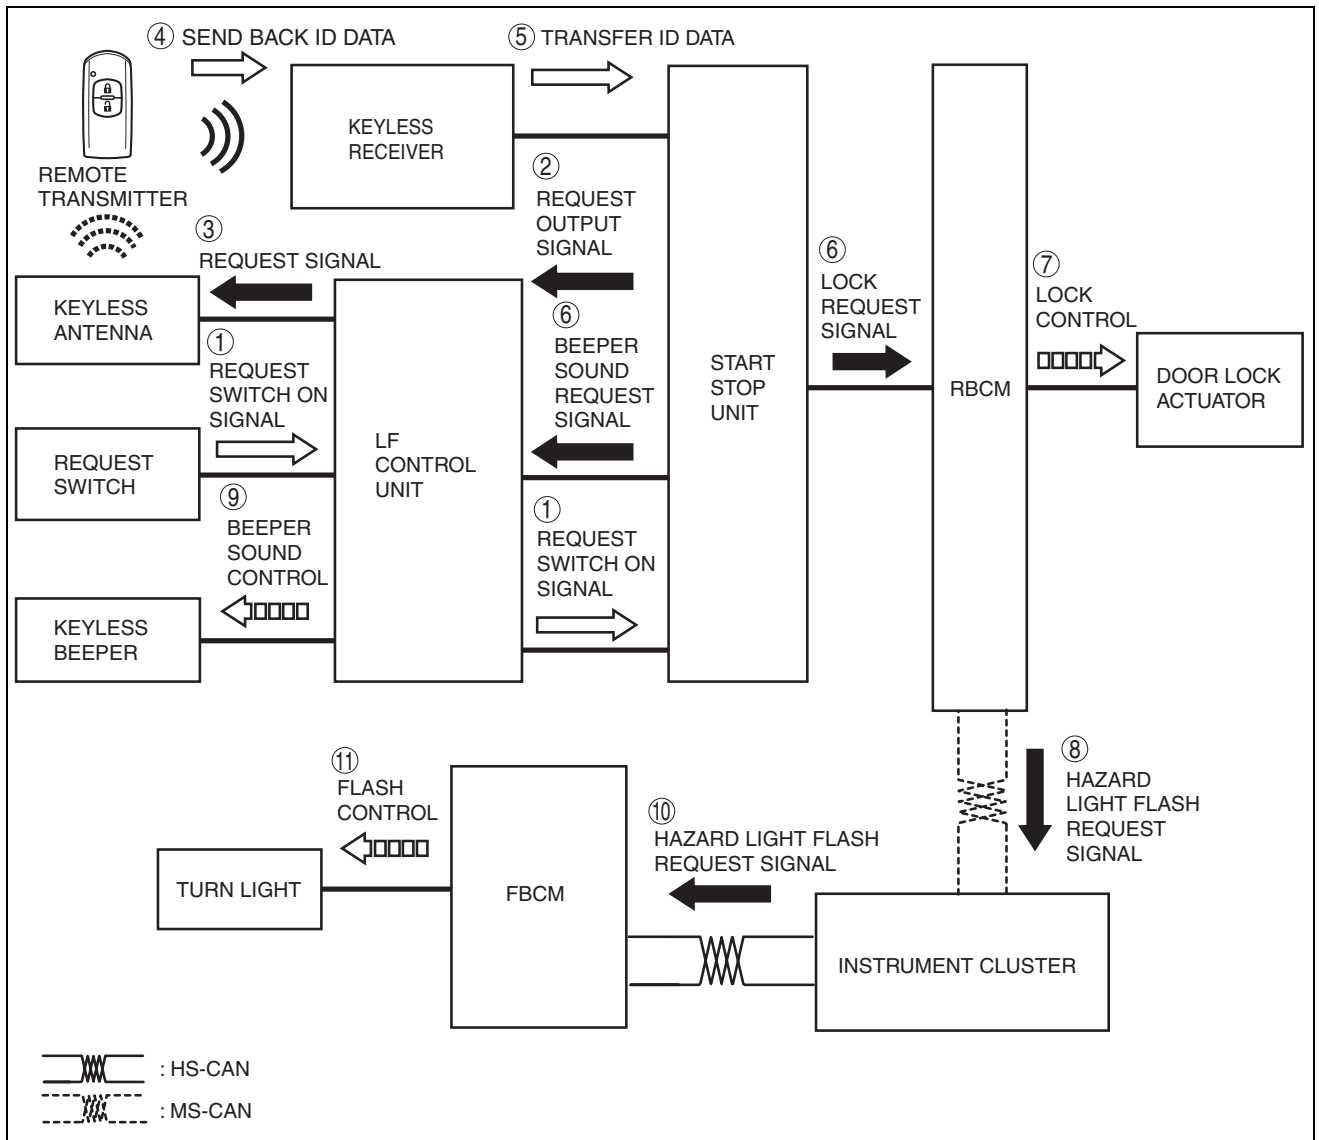 ④ SEND BACK ID DATA
⑤ TRANSFER ID DATA
REMOTE
TRANSMITTER
KEYLESS
RECEIVER
②
REQUEST
OUTPUT
SIGNAL
③
REQUEST SIGNAL
KEYLESS
ANTENNA
①
REQUEST
SWITCH ON
SIGNAL
REQUEST
SWITCH
⑨
BEEPER
SOUND
CONTROL
KEYLESS
BEEPER
LF
CONTROL
UNIT
⑥
BEEPER
SOUND
REQUEST
SIGNAL
①
REQUEST
SWITCH ON
SIGNAL
START
STOP
UNIT
⑥
LOCK
REQUEST
SIGNAL
RBCM
⑦
LOCK
CONTROL
DOOR LOCK
ACTUATOR
⑧
HAZARD
LIGHT FLASH
REQUEST
SIGNAL
⑪
FLASH
CONTROL
TURN LIGHT
FBCM
⑩
HAZARD LIGHT FLASH
REQUEST SIGNAL
INSTRUMENT CLUSTER
: HS-CAN
: MS-CAN